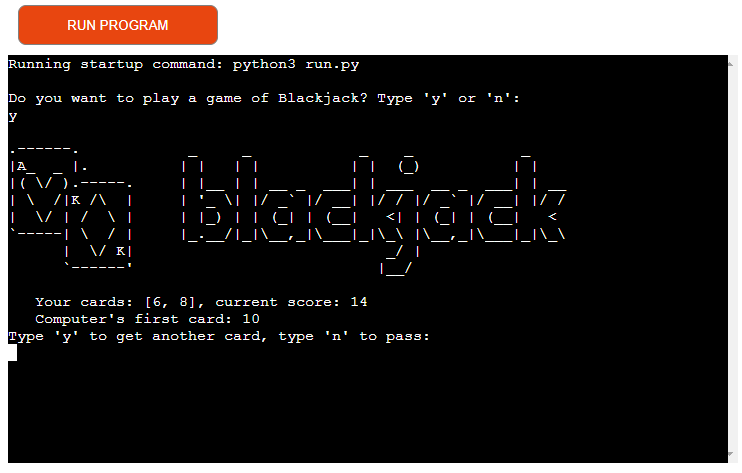 RUN PROGRAM
Running startup command: python3 run.py
Do you want to play a game of Blackjack? Type 'y' or 'n':
y
A
blackjack
K
K
Your cards: [6, 8], current score: 14
Computer's first card: 10
Type 'y' to get another card, type 'n' to pass: